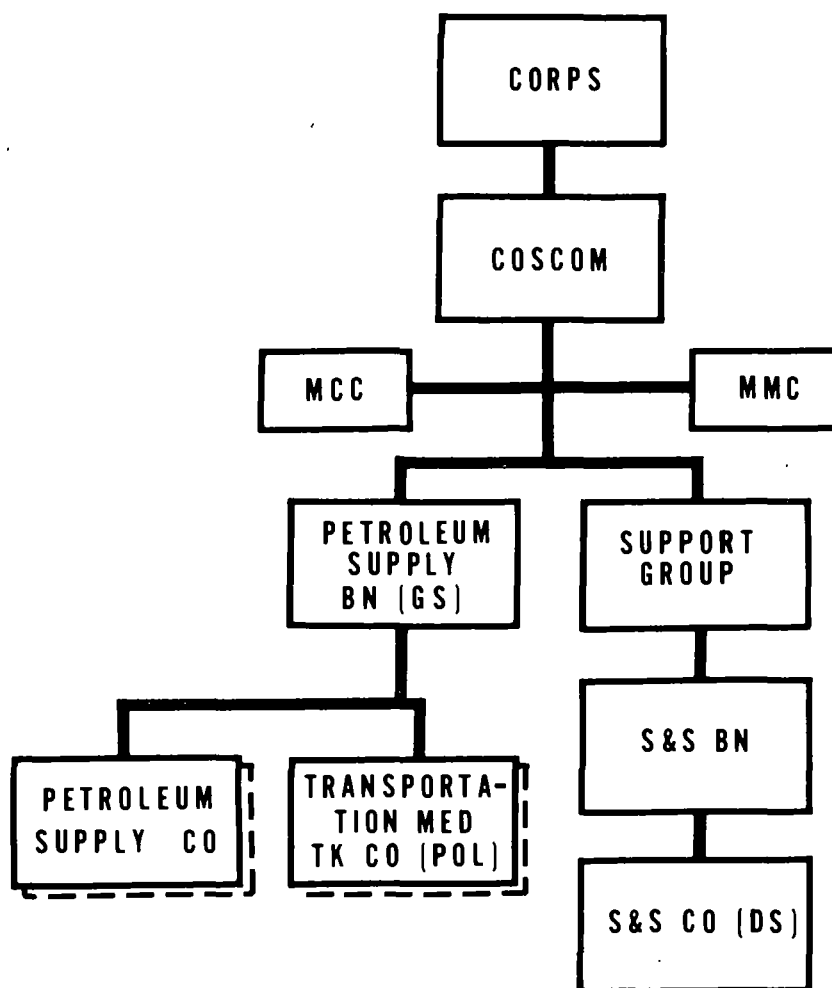 CORPS
COSCOM
MCC
MMC
PETROLEUM
SUPPLY
BN (GS)
SUPPORT
GROUP
S&S BN
PETROLEUM
SUPPLY CO
TRANSPORTA-
TION MED
TK CO (POL)
S&S CO (DS)